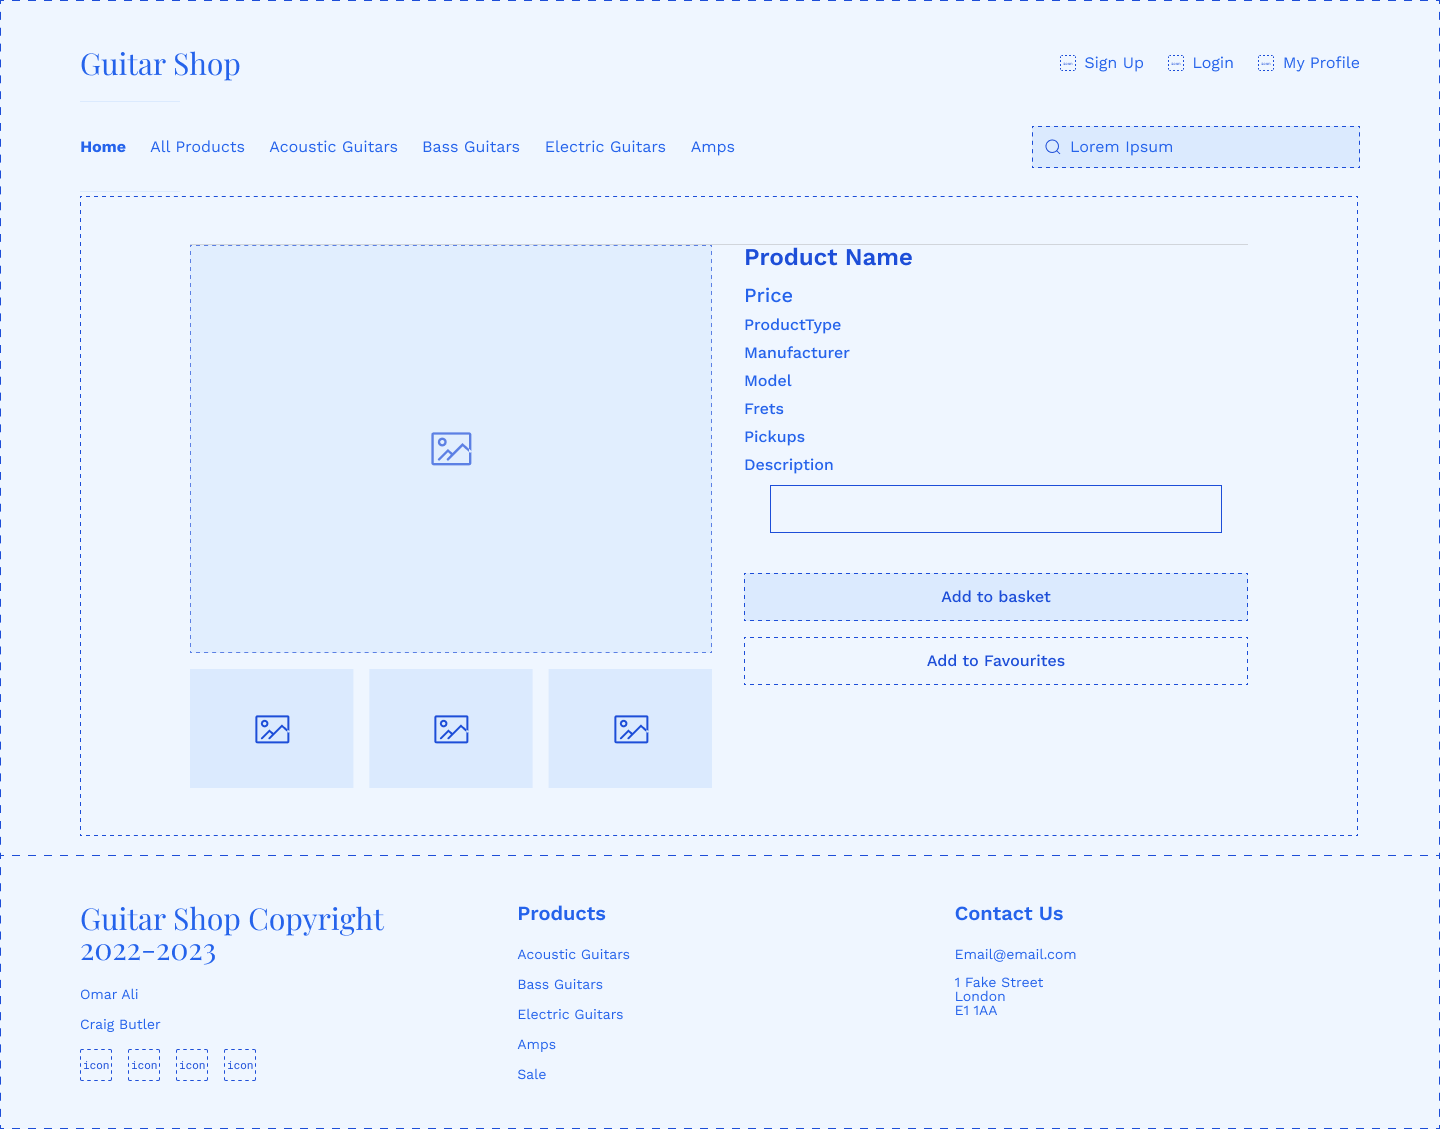 Guitar Shop
Sign Up Login My Profile
Home All Products Acoustic Guitars Bass Guitars Electric Guitars Amps
Lorem Ipsum
Product Name
Price
ProductType
Manufacturer
Model
Frets
Pickups
Description
Add to basket
Add to Favourites
Guitar Shop Copyright
2022-2023
Omar Ali
Craig Butler
icon icon icon icon
Products
Acoustic Guitars
Bass Guitars
Electric Guitars
Amps
Sale
Contact Us
Email@email.com
1 Fake Street
London
E1 1AA